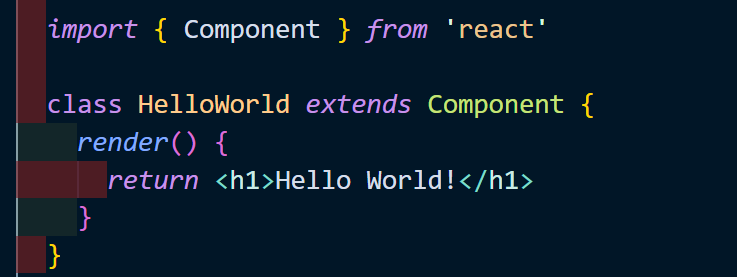 import { Component } from 'react'

class HelloWorld extends Component {
  render() {
    return <h1>Hello World!</h1>
  }
}